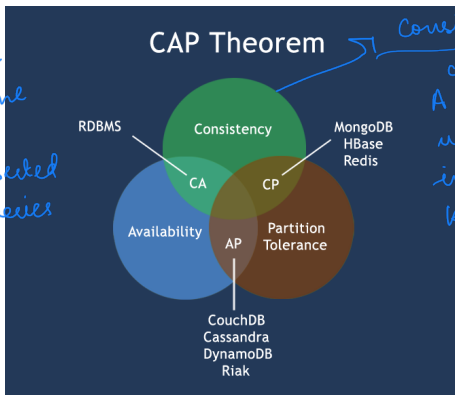 CAP Theorem
RDBMS
Consistency
MongoDB
HBase
Redis
CA
CP
Availability
Partition
Tolerance
AP
CouchDB
Cassandra
DynamoDB
Riak
A